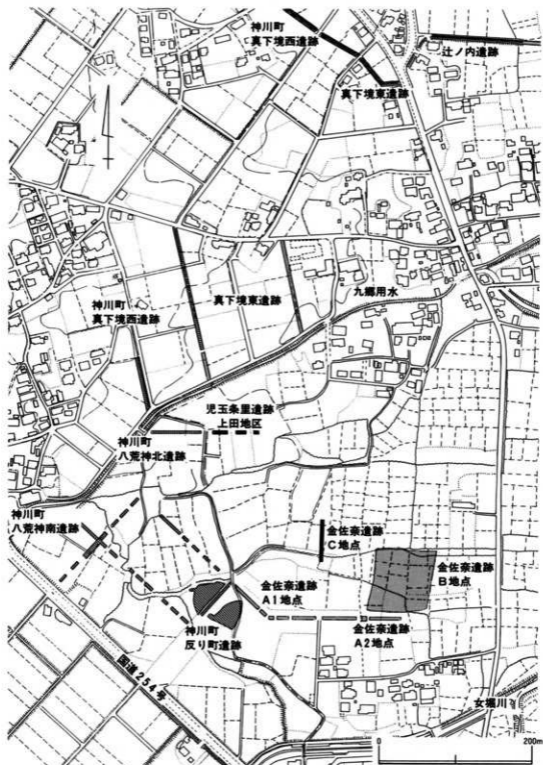 神川町
真下境西遺跡
辻ノ内遺跡
真下境東遺跡
神川町
真下境西遺跡
真下境東遺跡
九郷用水
児玉条里遺跡
上田地区
神川町
八荒神北遺跡
神川町
八荒神南遺跡
金佐奈遺跡
C地点
金佐奈遺跡
A1地点
金佐奈遺跡
B地点
神川町
反り町遺跡
金佐奈遺跡
A2地点
国道254号
女堀川
0
200m